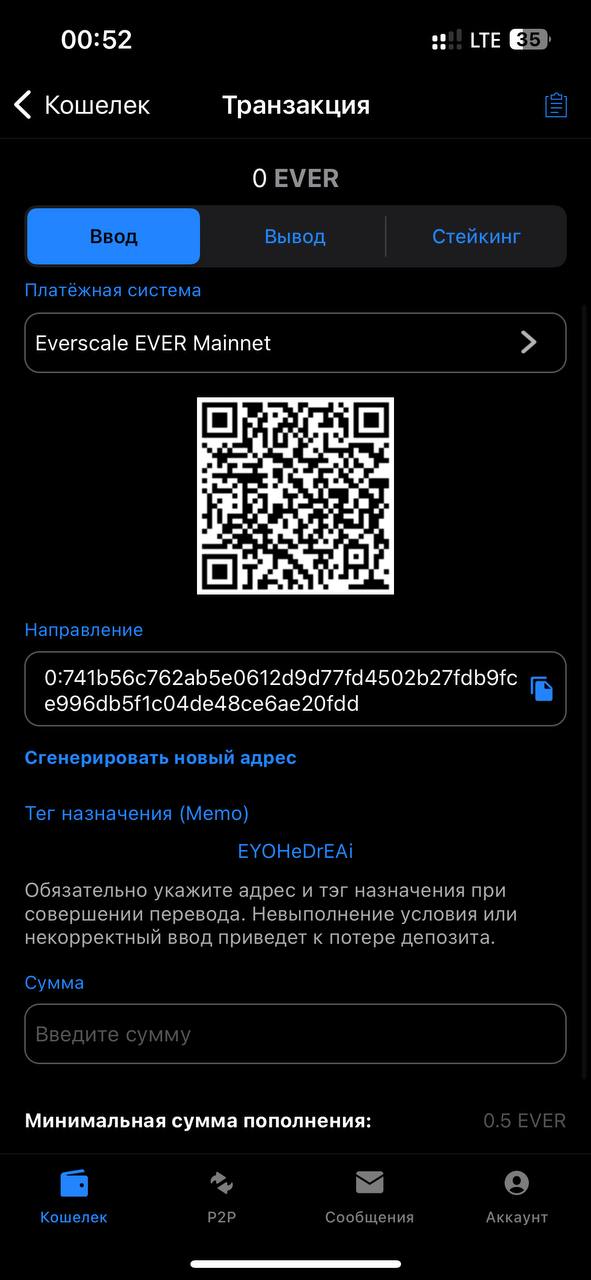 00:52
LTE 35
Кошелек Транзакция
0 EVER
Ввод Вывод Стейкинг
Платёжная система
Everscale EVER Mainnet
Направление
0:741b56c762ab5e0612d9d77fd4502b27fdb9fc
e996db5f1c04de48ce6ae20fdd
Сгенерировать новый адрес
Тег назначения (Memo)
EYOHeDrEAi
Обязательно укажите адрес и тэг назначения при
совершении перевода. Невыполнение условия или
некорректный ввод приведет к потере депозита.
Сумма
Введите сумму
Минимальная сумма пополнения: 0.5 EVER
Кошелек P2P Сообщения Аккаунт